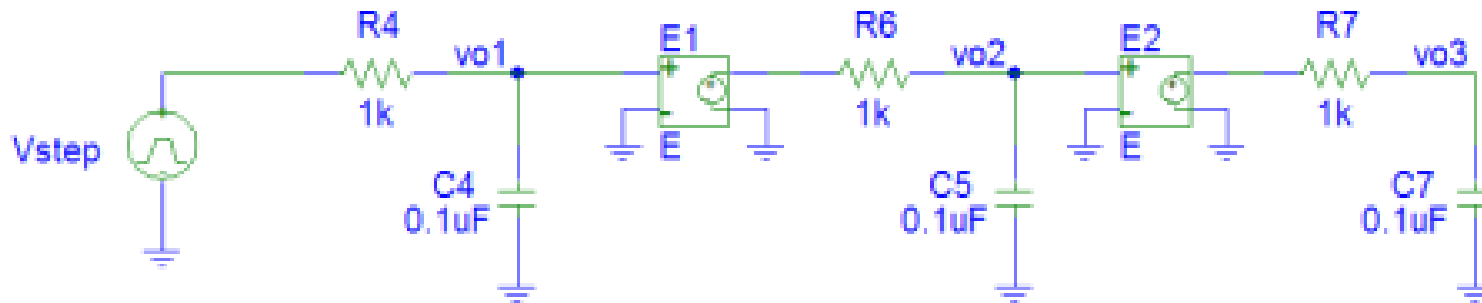 R4
1k
vo1
E1
E
R6
1k
vo2
E2
E
R7
1k
vo3
Vstep
C4
0.1uF
C5
0.1uF
C7
0.1uF